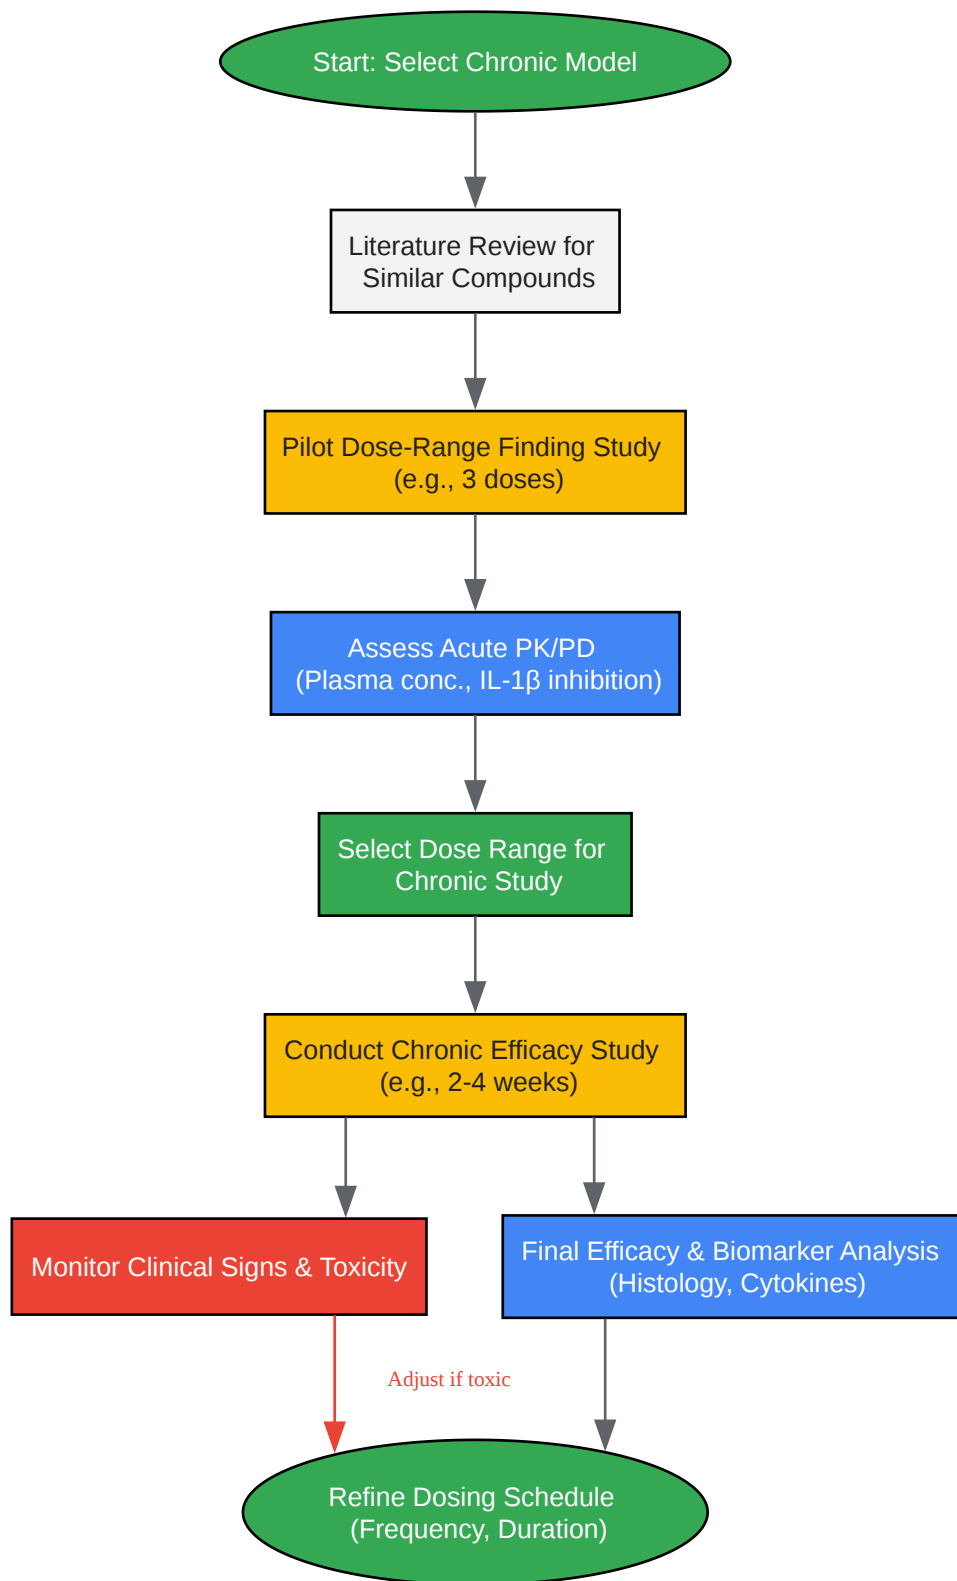 Start: Select Chronic Model
Literature Review for
Similar Compounds
Pilot Dose-Range Finding Study
(e.g., 3 doses)
Assess Acute PK/PD
(Plasma conc., IL-1β inhibition)
Select Dose Range for
Chronic Study
Conduct Chronic Efficacy Study
(e.g., 2-4 weeks)
Monitor Clinical Signs & Toxicity
Final Efficacy & Biomarker Analysis
(Histology, Cytokines)
Adjust if toxic
Refine Dosing Schedule
(Frequency, Duration)